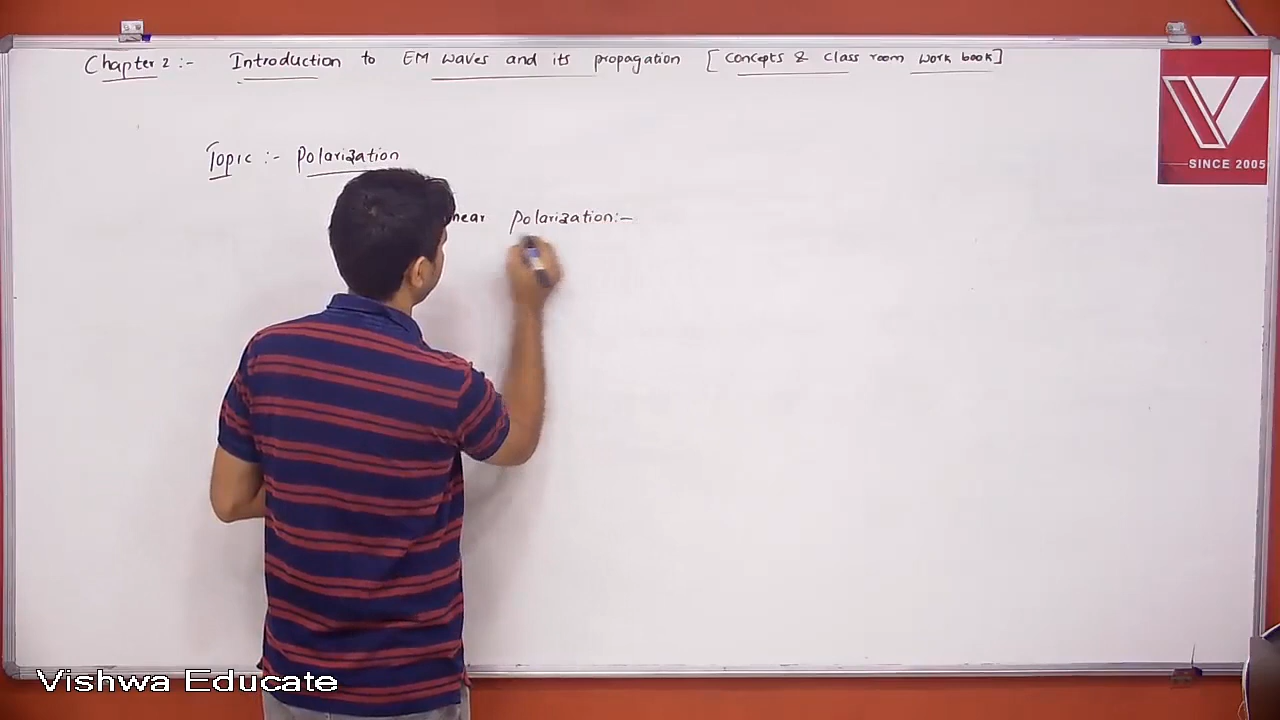 Chapter 2 :- Introduction to EM waves and its propagation [Concepts & Class room work book]
SINCE 2005
Topic :- Polarization
near Polarization:-
Vishwa Educate